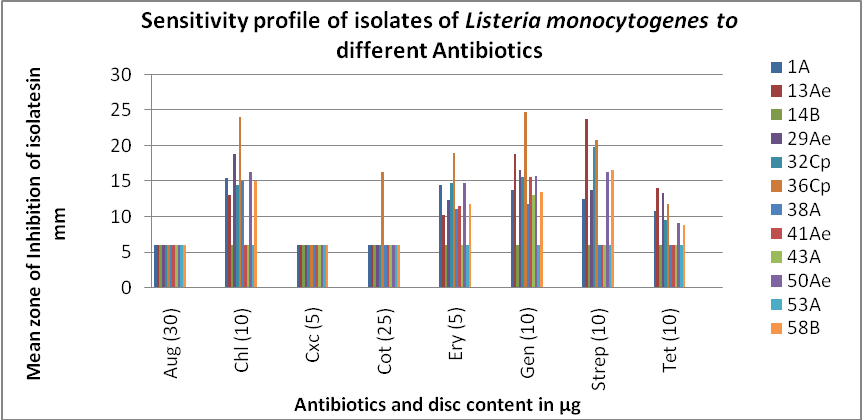 Sensitivity profile of isolates of Listeria monocytogenes to
different Antibiotics
Mean zone of Inhibition of isolatesin
mm
30
25
20
15
10
5
0
Aug (30)
Chl (10)
Cxc (5)
Cot (25)
Ery (5)
Gen (10)
Strep (10)
Tet (10)
Antibiotics and disc content in µg
1A
13Ae
14B
29Ae
32Cp
36Cp
38A
41Ae
43A
50Ae
53A
58B